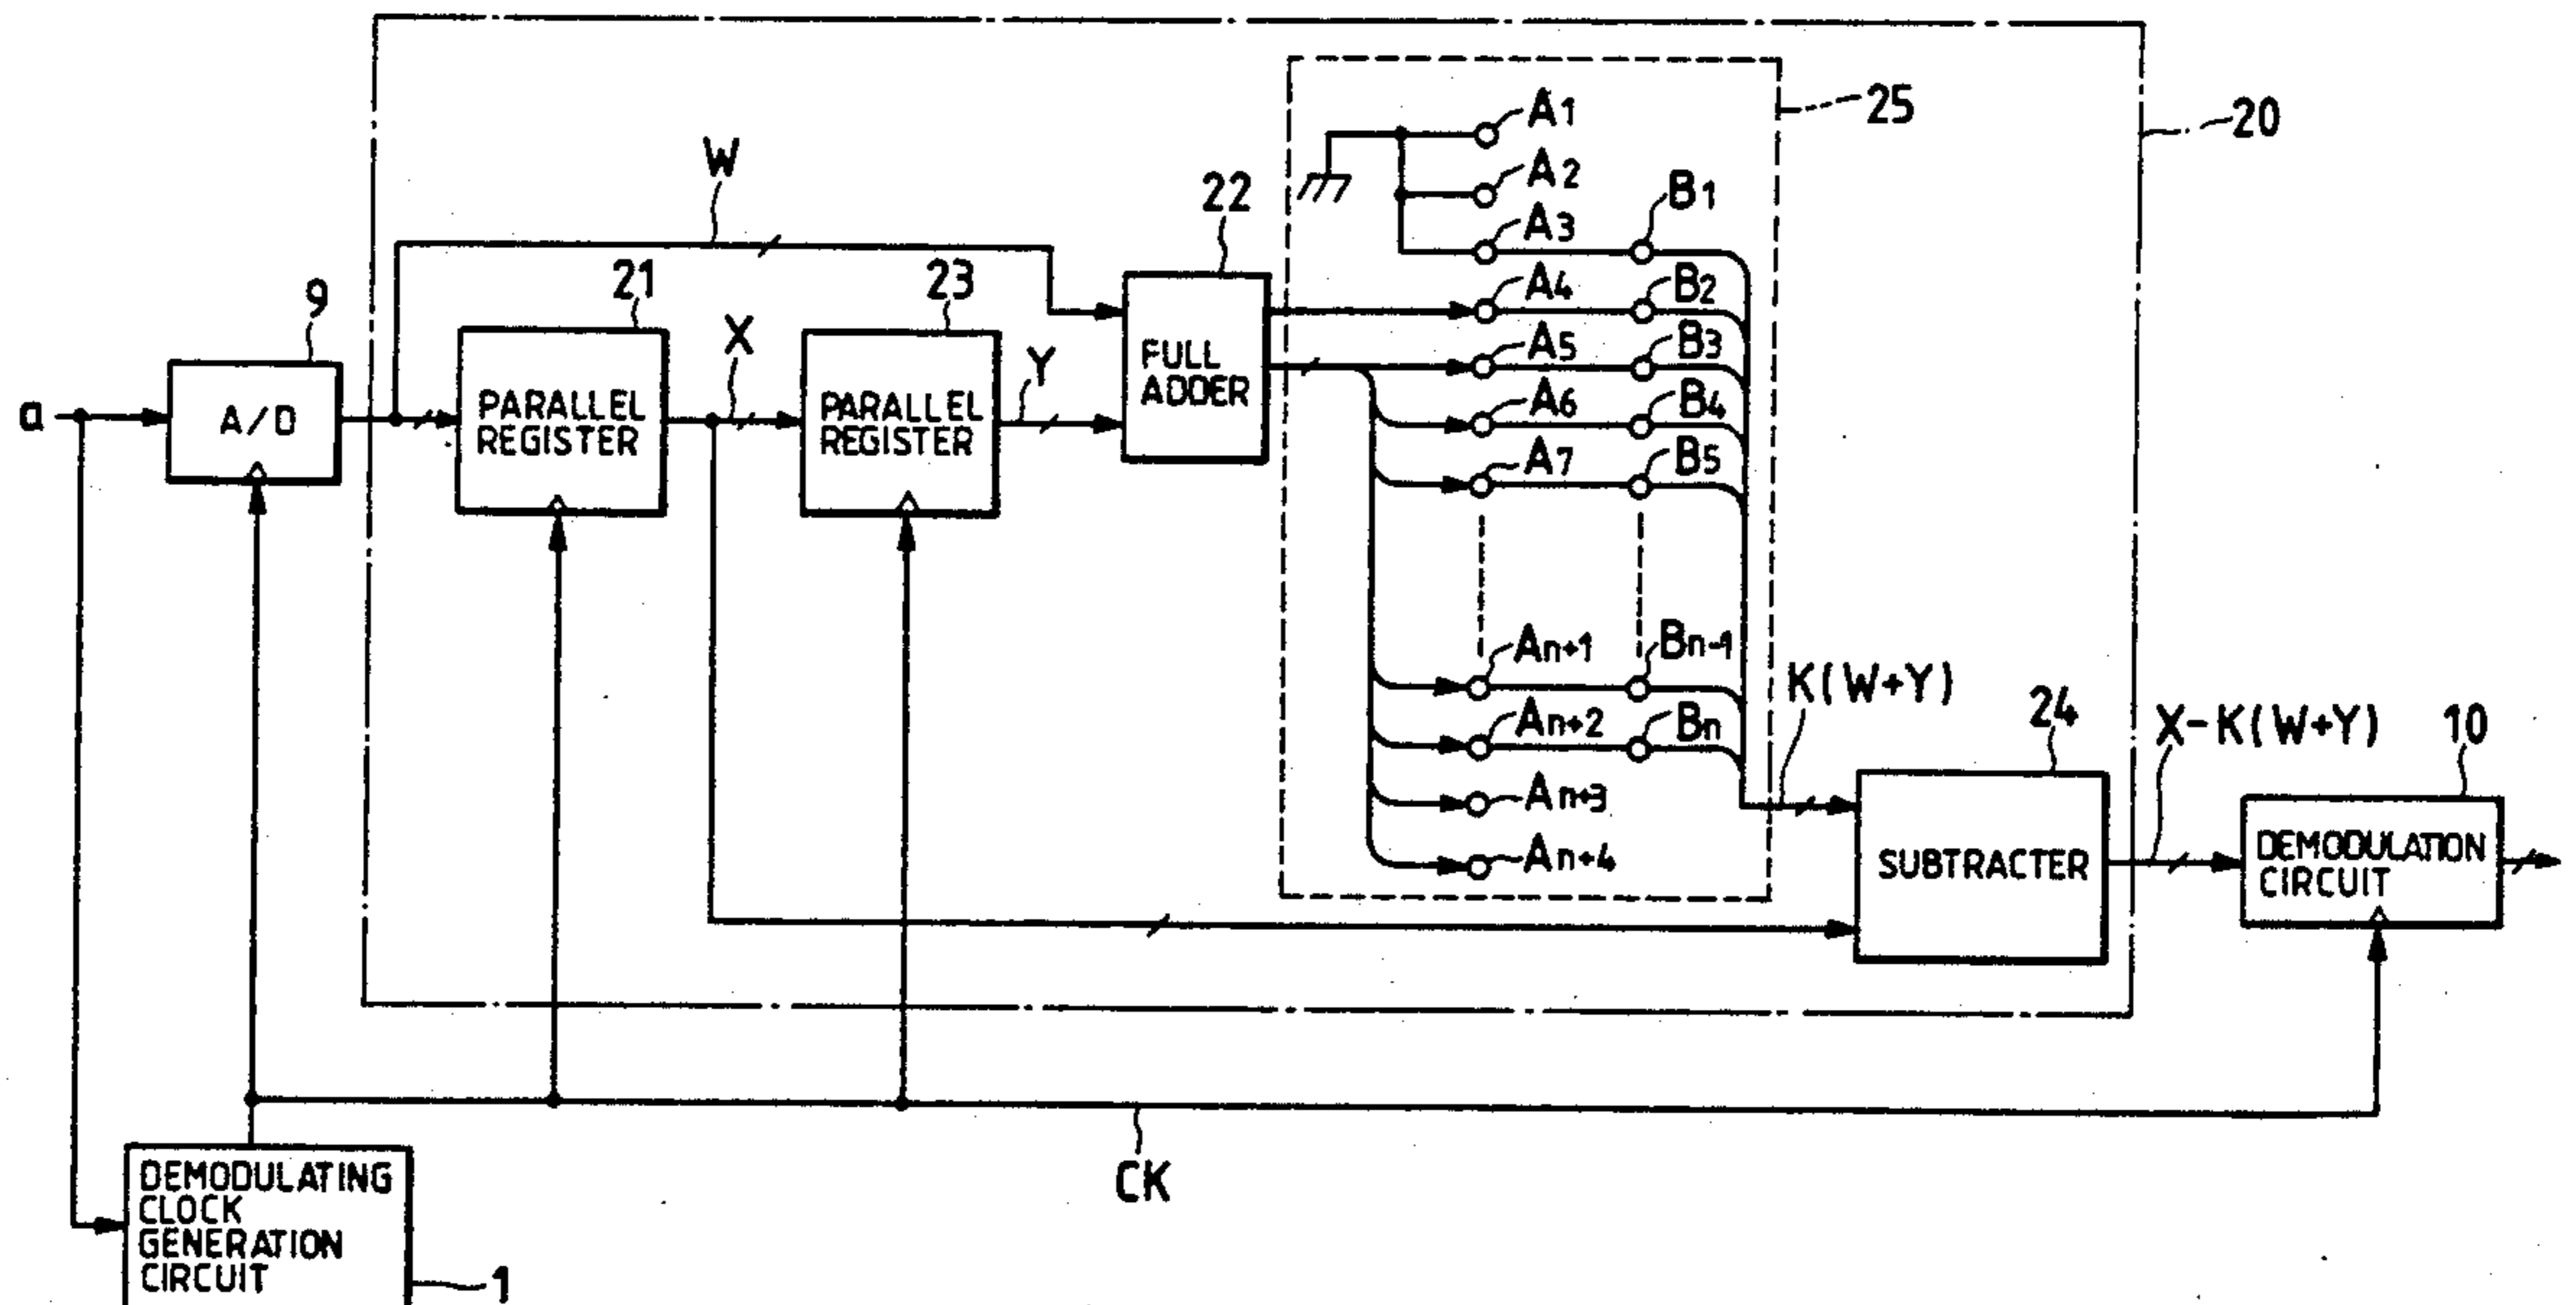 A1
25
20
A2
W
22
B1
A3
9
21
23
A4
B2
X
Y
A5
B3
FULL
ADDER
a
A/D
PARALLEL
REGISTER
PARALLEL
REGISTER
A6
B4
A7
B5
An+1
Bn-1
K(W+Y)
24
X-K(W+Y)
10
An+2
Bn
An+3
An+4
SUBTRACTER
DEMODULATION
CIRCUIT
CK
DEMODULATING
CLOCK
GENERATION
CIRCUIT
1